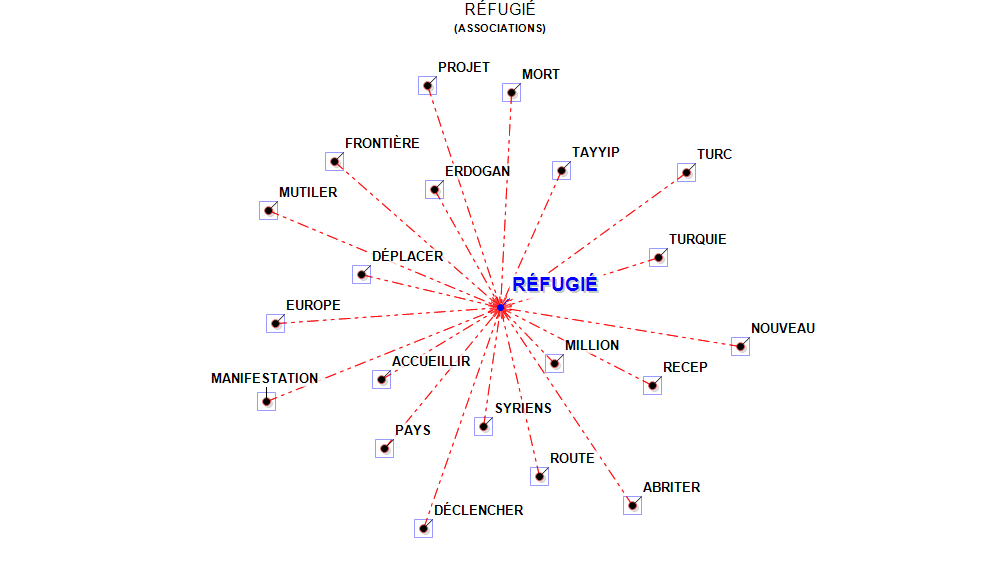 RÉFUGIÉ
(ASSOCIATIONS)
PROJET
MORT
FRONTIÈRE
TAYYIP
TURC
ERDOGAN
MUTILER
TURQUIE
DÉPLACER
RÉFUGIÉ
EUROPE
NOUVEAU
MILLION
ACCUEILLIR
RECEP
MANIFESTATION
SYRIENS
PAYS
ROUTE
ABRITER
DÉCLENCHER